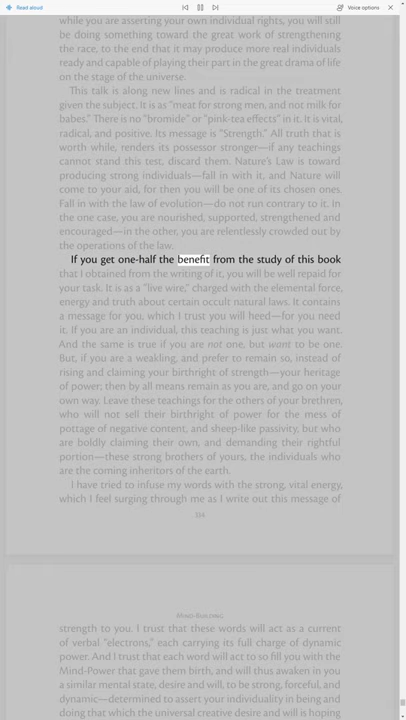 Read aloud
Voice options
while you are asserting your own individual rights, you will still
be doing something toward the great work of strengthening
the race, to the end that it may produce more real individuals
ready and capable of playing their part in the great drama of life
on the stage of the universe.
This talk is along new lines and is radical in the treatment
given the subject. It is as "meat for strong men, and not milk for
babes." There is no "bromide" or "pink-tea effects" in it. It is vital,
radical, and positive. Its message is "Strength." All truth that is
worth while, renders its possessor stronger—if any teachings
cannot stand this test, discard them. Nature's Law is toward
producing strong individuals—fall in with it, and Nature will
come to your aid, for then you will be one of its chosen ones.
Fall in with the law of evolution—do not run contrary to it. In
the one case, you are nourished, supported, strengthened and
encouraged—in the other, you are relentlessly crowded out by
the operations of the law.
If you get one-half the benefit from the study of this book
that I obtained from the writing of it, you will be well repaid for
your task. It is as a "live wire," charged with the elemental force,
energy and truth about certain occult natural laws. It contains
a message for you, which I trust you will heed—for you need
it. If you are an individual, this teaching is just what you want.
And the same is true if you are not one, but want to be one.
But, if you are a weakling, and prefer to remain so, instead of
rising and claiming your birthright of strength—your heritage
of power; then by all means remain as you are, and go on your
own way. Leave these teachings for the others of your brethren,
who will not sell their birthright of power for the mess of
pottage of negative content, and sheep-like passivity, but who
are boldly claiming their own, and demanding their rightful
portion—these strong brothers of yours, the individuals who
are the coming inheritors of the earth.
I have tried to infuse my words with the strong, vital energy,
which I feel surging through me as I write out this message of
Mind-Building
strength to you. I trust that these words will act as a current
of verbal "electrons," each carrying its full charge of dynamic
power. And I trust that each word will act to so fill you with the
Mind-Power that gave them birth, and will thus awaken in you
a similar mental state, desire and will, to be strong, forceful, and
dynamic—determined to assert your individuality in being and
doing that which the universal creative desire and will is hoping